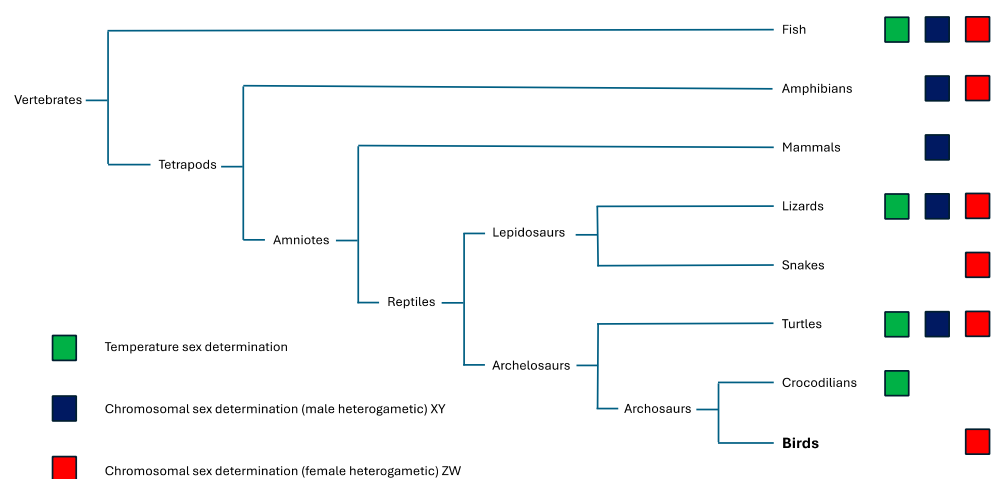 Fish
Amphibians
Vertebrates
Tetrapods
Mammals
Lizards
Lepidosaurs
Amniotes
Snakes
Reptiles
Turtles
Temperature sex determination
Archelosaurs
Crocodilians
Chromosomal sex determination (male heterogametic) XY
Archosaurs
Birds
Chromosomal sex determination (female heterogametic) ZW